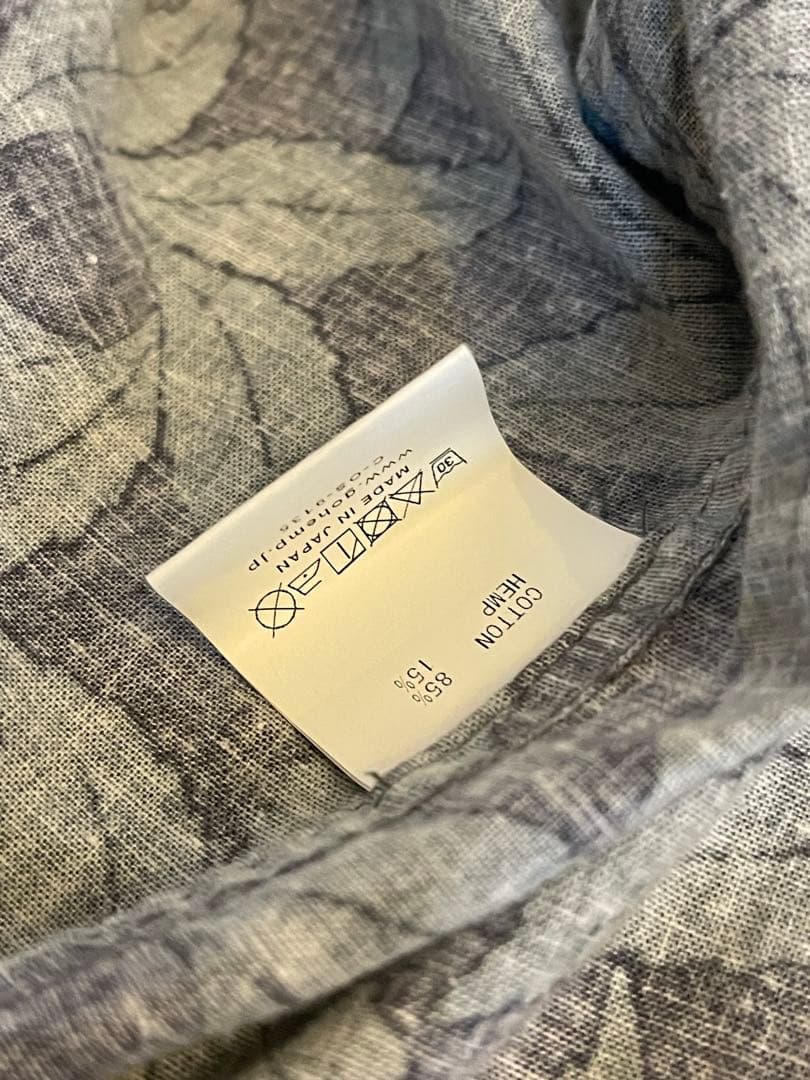 COTTON 85%
HEMP 15%
30
MADE IN JAPAN
www.gohemp.jp